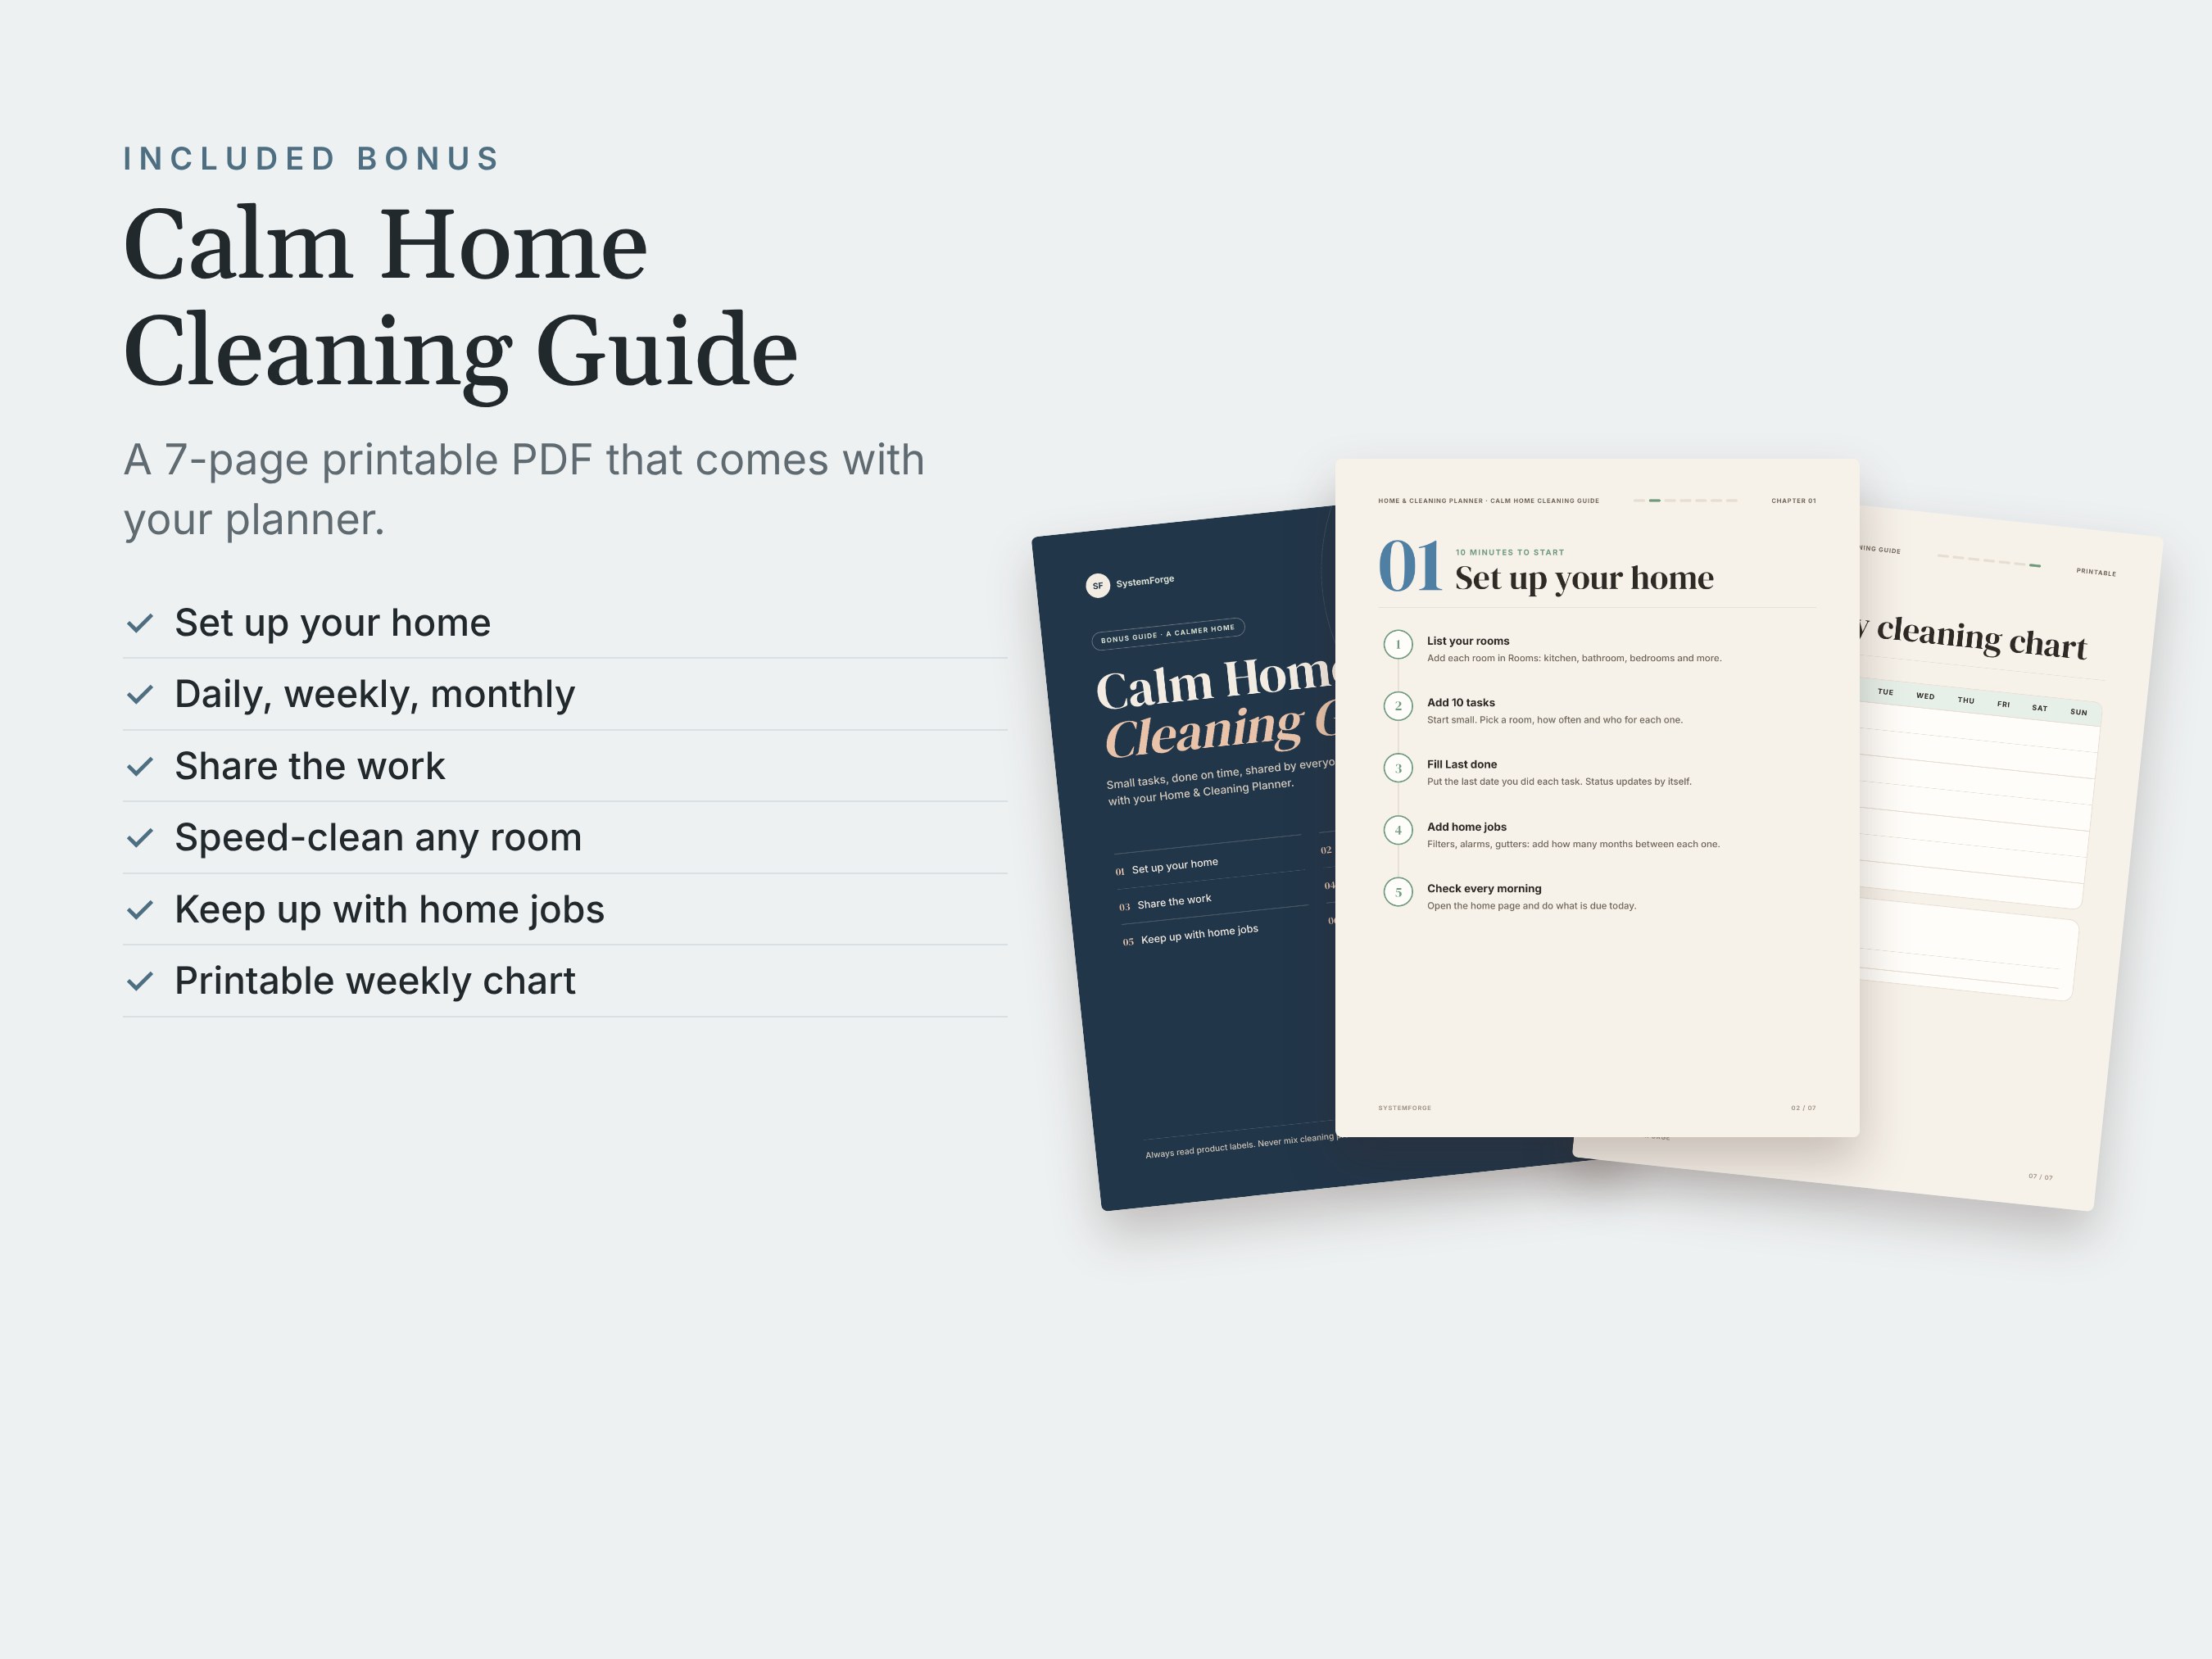 INCLUDED BONUS
Calm Home
Cleaning Guide
A 7-page printable PDF that comes with
your planner.
Set up your home
Daily, weekly, monthly
Share the work
Speed-clean any room
Keep up with home jobs
Printable weekly chart
SF SystemForge
BONUS GUIDE · A CALMER HOME
Calm Home
Cleaning
Small tasks, done on time, shared by
with your Home & Cleaning Planner.
01 Set up your home
02
03 Share the work
04
05 Keep up with home jobs
Always read product labels. Never mix cleaning
HOME & CLEANING PLANNER · CALM HOME CLEANING GUIDE
CHAPTER 01
01
10 MINUTES TO START
Set up your home
1 List your rooms
Add each room in Rooms: kitchen, bathroom, bedrooms and more.
2 Add 10 tasks
Start small. Pick a room, how often and who for each one.
3 Fill Last done
Put the last date you did each task. Status updates by itself.
4 Add home jobs
Filters, alarms, gutters: add how many months between each one.
5 Check every morning
Open the home page and do what is due today.
SYSTEMFORGE
02 / 07
GUIDE
PRINTABLE
cleaning chart
TUE WED THU FRI SAT SUN
07 / 07